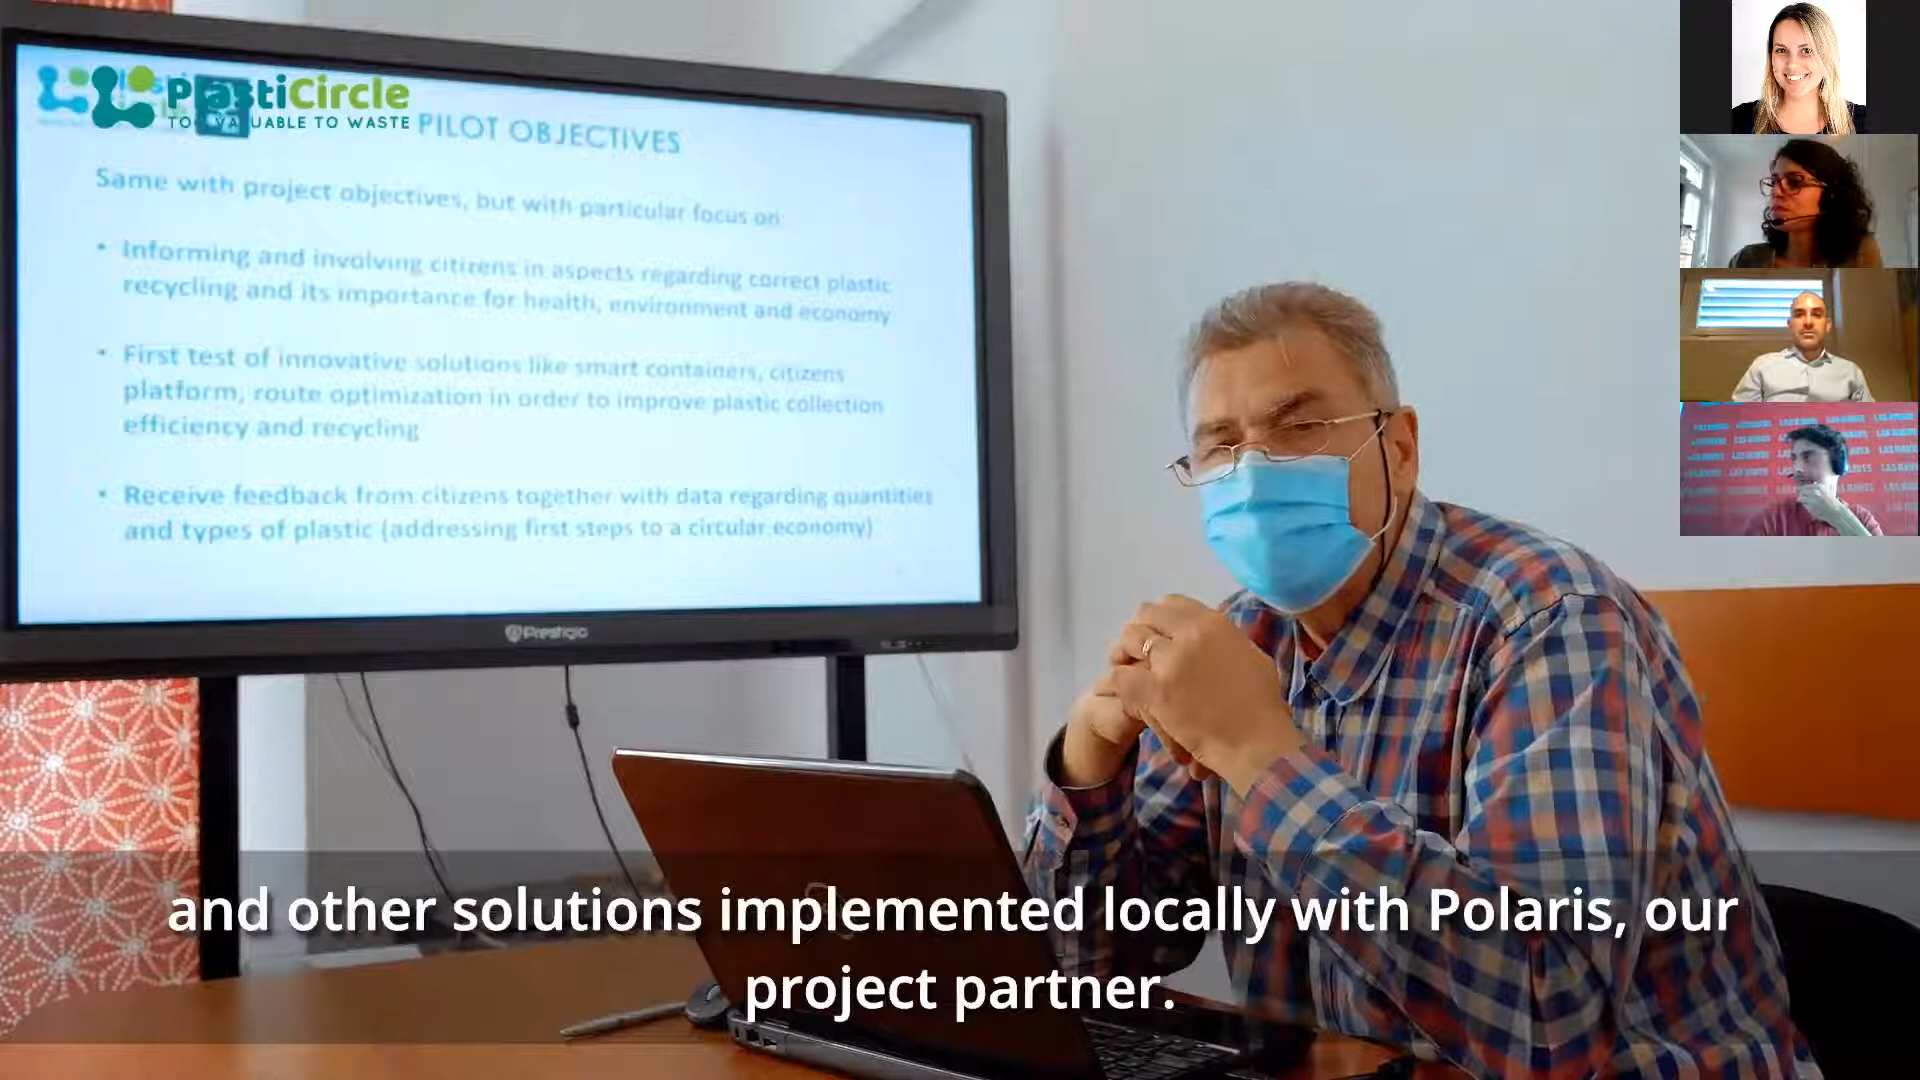 PlastiCircle
TOO VALUABLE TO WASTE
PILOT OBJECTIVES
Same with project objectives, but with particular focus on:
• Informing and involving citizens in aspects regarding correct plastic
recycling and its importance for health, environment and economy
• First test of innovative solutions like smart containers, citizens
platform, route optimization in order to improve plastic collection
efficiency and recycling
• Receive feedback from citizens together with data regarding quantities
and types of plastic (addressing first steps to a circular economy)
Prestigio
LAS NAVES
and other solutions implemented locally with Polaris, our
project partner.